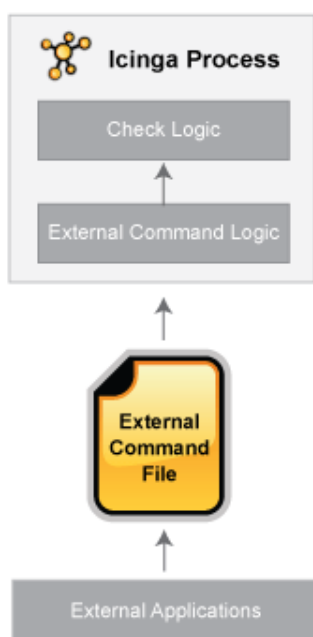 Icinga Process
Check Logic
External Command Logic
External
Command
File
External Applications